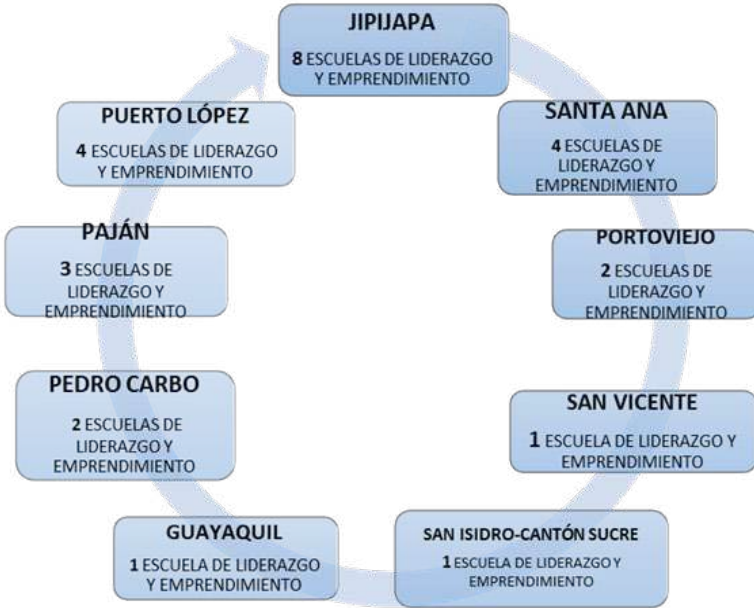 JIPIJAPA
8 ESCUELAS DE LIDERAZGO
Y EMPRENDIMIENTO
SANTA ANA
4 ESCUELAS DE
LIDERAZGO Y
EMPRENDIMIENTO
PORTOVIEJO
2 ESCUELAS DE
LIDERAZGO Y
EMPRENDIMIENTO
SAN VICENTE
1 ESCUELA DE LIDERAZGO Y
EMPRENDIMIENTO
SAN ISIDRO-CANTÓN SUCRE
1 ESCUELA DE LIDERAZGO Y
EMPRENDIMIENTO
GUAYAQUIL
1 ESCUELA DE LIDERAZGO
Y EMPRENDIMIENTO
PEDRO CARBO
2 ESCUELAS DE
LIDERAZGO Y
EMPRENDIMIENTO
PAJÁN
3 ESCUELAS DE
LIDERAZGO Y
EMPRENDIMIENTO
PUERTO LÓPEZ
4 ESCUELAS DE LIDERAZGO
Y EMPRENDIMIENTO